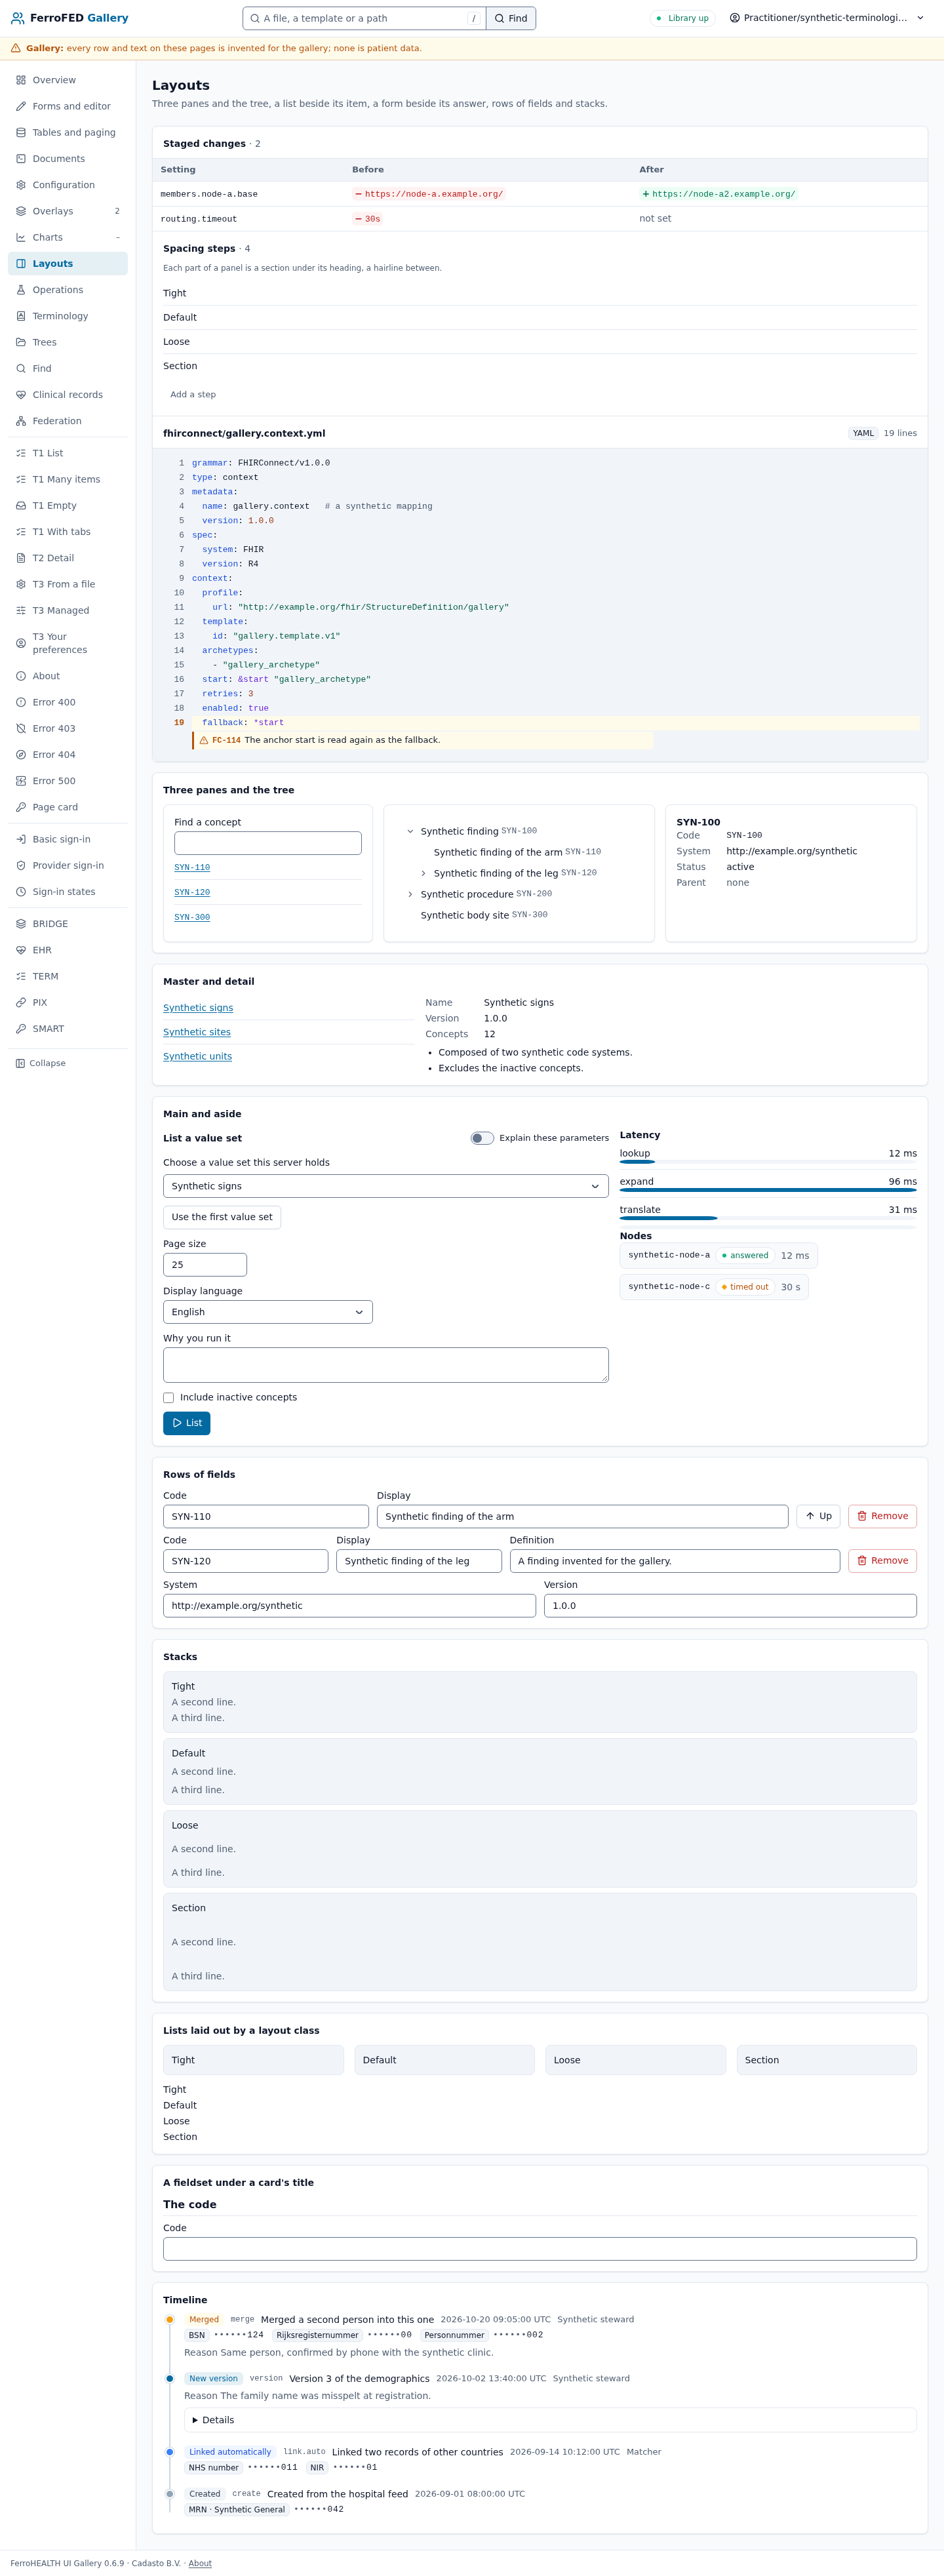 FerroFED Gallery
A file, a template or a path
/
Find
Library up
Practitioner/synthetic-terminologi...
Gallery: every row and text on these pages is invented for the gallery; none is patient data.
Overview
Forms and editor
Tables and paging
Documents
Configuration
Overlays 2
Charts -
Layouts
Operations
Terminology
Trees
Find
Clinical records
Federation
T1 List
T1 Many items
T1 Empty
T1 With tabs
T2 Detail
T3 From a file
T3 Managed
T3 Your
preferences
About
Error 400
Error 403
Error 404
Error 500
Page card
Basic sign-in
Provider sign-in
Sign-in states
BRIDGE
EHR
TERM
PIX
SMART
Collapse
Layouts
Three panes and the tree, a list beside its item, a form beside its answer, rows of fields and stacks.
Staged changes · 2
Setting Before After
members.node-a.base − https://node-a.example.org/ + https://node-a2.example.org/
routing.timeout − 30s not set
Spacing steps · 4
Each part of a panel is a section under its heading, a hairline between.
Tight
Default
Loose
Section
Add a step
fhirconnect/gallery.context.yml YAML 19 lines
1 grammar: FHIRConnect/v1.0.0
2 type: context
3 metadata:
4 name: gallery.context # a synthetic mapping
5 version: 1.0.0
6 spec:
7 system: FHIR
8 version: R4
9 context:
10 profile:
11 url: "http://example.org/fhir/StructureDefinition/gallery"
12 template:
13 id: "gallery.template.v1"
14 archetypes:
15 - "gallery_archetype"
16 start: &start "gallery_archetype"
17 retries: 3
18 enabled: true
19 fallback: *start
FC-114 The anchor start is read again as the fallback.
Three panes and the tree
Find a concept
SYN-110
SYN-120
SYN-300
Synthetic finding SYN-100
Synthetic finding of the arm SYN-110
Synthetic finding of the leg SYN-120
Synthetic procedure SYN-200
Synthetic body site SYN-300
SYN-100
Code SYN-100
System http://example.org/synthetic
Status active
Parent none
Master and detail
Synthetic signs
Synthetic sites
Synthetic units
Name Synthetic signs
Version 1.0.0
Concepts 12
• Composed of two synthetic code systems.
• Excludes the inactive concepts.
Main and aside
List a value set
Explain these parameters
Choose a value set this server holds
Synthetic signs
Use the first value set
Page size
25
Display language
English
Why you run it
Include inactive concepts
List
Latency
lookup 12 ms
expand 96 ms
translate 31 ms
Nodes
synthetic-node-a answered 12 ms
synthetic-node-c timed out 30 s
Rows of fields
Code Display
SYN-110 Synthetic finding of the arm Up Remove
Code Display Definition
SYN-120 Synthetic finding of the leg A finding invented for the gallery. Remove
System Version
http://example.org/synthetic 1.0.0
Stacks
Tight
A second line.
A third line.
Default
A second line.
A third line.
Loose
A second line.
A third line.
Section
A second line.
A third line.
Lists laid out by a layout class
Tight Default Loose Section
Tight
Default
Loose
Section
A fieldset under a card's title
The code
Code
Timeline
Merged merge Merged a second person into this one 2026-10-20 09:05:00 UTC Synthetic steward
BSN ••••••124 Rijksregisternummer ••••••00 Personnummer ••••••002
Reason Same person, confirmed by phone with the synthetic clinic.
New version version Version 3 of the demographics 2026-10-02 13:40:00 UTC Synthetic steward
Reason The family name was misspelt at registration.
Details
Linked automatically link.auto Linked two records of other countries 2026-09-14 10:12:00 UTC Matcher
NHS number ••••••011 NIR ••••••01
Created create Created from the hospital feed 2026-09-01 08:00:00 UTC
MRN · Synthetic General ••••••042
FerroHEALTH UI Gallery 0.6.9 · Cadasto B.V. · About